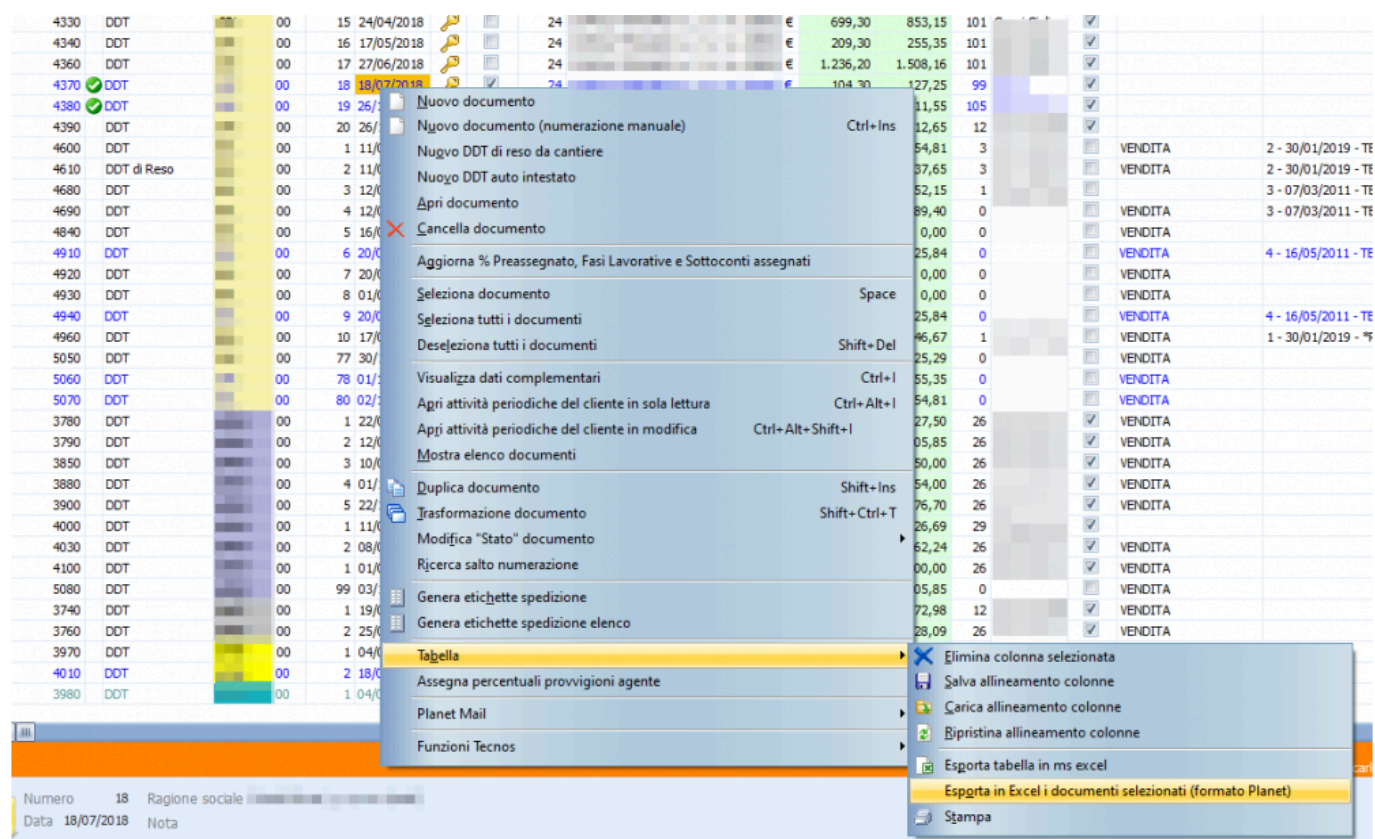 4330 DDT 00 15 24/04/2018 24 € 699,30 853,15 101
4340 DDT 00 16 17/05/2018 24 € 209,30 255,35 101
4360 DDT 00 17 27/06/2018 24 € 1.236,20 1.508,16 101
4370 DDT 00 18 18/07/2018 24 € 104,30 127,25 99
4380 DDT 00 19 26/ 11,55 105
4390 DDT 00 20 26/ 12,65 12
4600 DDT 00 1 11/0 54,81 3 VENDITA 2 - 30/01/2019 - TE
4610 DDT di Reso 00 2 11/0 37,65 3 VENDITA 2 - 30/01/2019 - TE
4680 DDT 00 3 12/0 52,15 1 3 - 07/03/2011 - TE
4690 DDT 00 4 12/0 89,40 0 VENDITA 3 - 07/03/2011 - TE
4840 DDT 00 5 16/0 0,00 0 VENDITA
4910 DDT 00 6 20/0 25,84 0 VENDITA 4 - 16/05/2011 - TE
4920 DDT 00 7 20/0 0,00 0 VENDITA
4930 DDT 00 8 01/0 0,00 0 VENDITA
4940 DDT 00 9 20/0 25,84 0 VENDITA 4 - 16/05/2011 - TE
4960 DDT 00 10 17/0 46,67 1 VENDITA 1 - 30/01/2019 - *F
5050 DDT 00 77 30/ 25,29 0 VENDITA
5060 DDT 00 78 01/ 55,35 0 VENDITA
5070 DDT 00 80 02/ 54,81 0 VENDITA
3780 DDT 00 1 22/0 27,50 26 VENDITA
3790 DDT 00 2 12/0 05,85 26 VENDITA
3850 DDT 00 3 10/0 50,00 26 VENDITA
3880 DDT 00 4 01/ 54,00 26 VENDITA
3900 DDT 00 5 22/ 76,70 26 VENDITA
4000 DDT 00 1 11/0 26,69 29
4030 DDT 00 2 08/0 62,24 26 VENDITA
4100 DDT 00 1 01/0 00,00 26 VENDITA
5080 DDT 00 99 03/ 05,85 0 VENDITA
3740 DDT 00 1 19/0 72,98 12 VENDITA
3760 DDT 00 2 25/0 28,09 26 VENDITA
3970 DDT 00 1 04/0
4010 DDT 00 2 18/0
3980 DDT 00 1 04/0
Nuovo documento
Nuovo documento (numerazione manuale) Ctrl+Ins
Nuovo DDT di reso da cantiere
Nuovo DDT auto intestato
Apri documento
Cancella documento
Aggiorna % Preassegnato, Fasi Lavorative e Sottoconti assegnati
Seleziona documento Space
Seleziona tutti i documenti
Deseleziona tutti i documenti Shift+Del
Visualizza dati complementari Ctrl+I
Apri attività periodiche del cliente in sola lettura Ctrl+Alt+I
Apri attività periodiche del cliente in modifica Ctrl+Alt+Shift+I
Mostra elenco documenti
Duplica documento Shift+Ins
Trasformazione documento Shift+Ctrl+T
Modifica "Stato" documento
Ricerca salto numerazione
Genera etichette spedizione
Genera etichette spedizione elenco
Tabella
Assegna percentuali provvigioni agente
Planet Mail
Funzioni Tecnos
Elimina colonna selezionata
Salva allineamento colonne
Carica allineamento colonne
Ripristina allineamento colonne
Esporta tabella in ms excel
Esporta in Excel i documenti selezionati (formato Planet)
Stampa
Numero 18 Ragione sociale
Data 18/07/2018 Nota